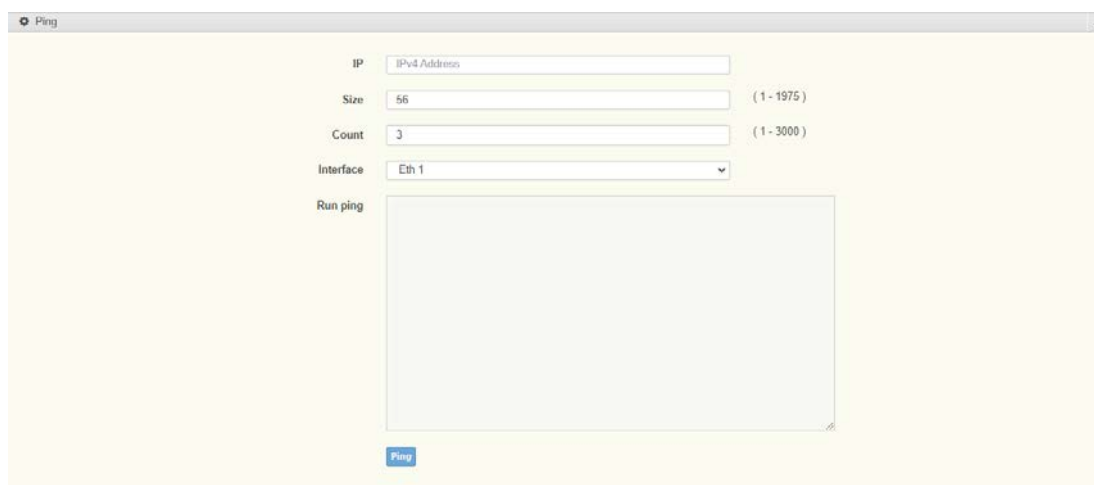 Ping
IP IPv4 Address
Size 56 ( 1 - 1975 )
Count 3 ( 1 - 3000 )
Interface Eth 1
Run ping
Ping